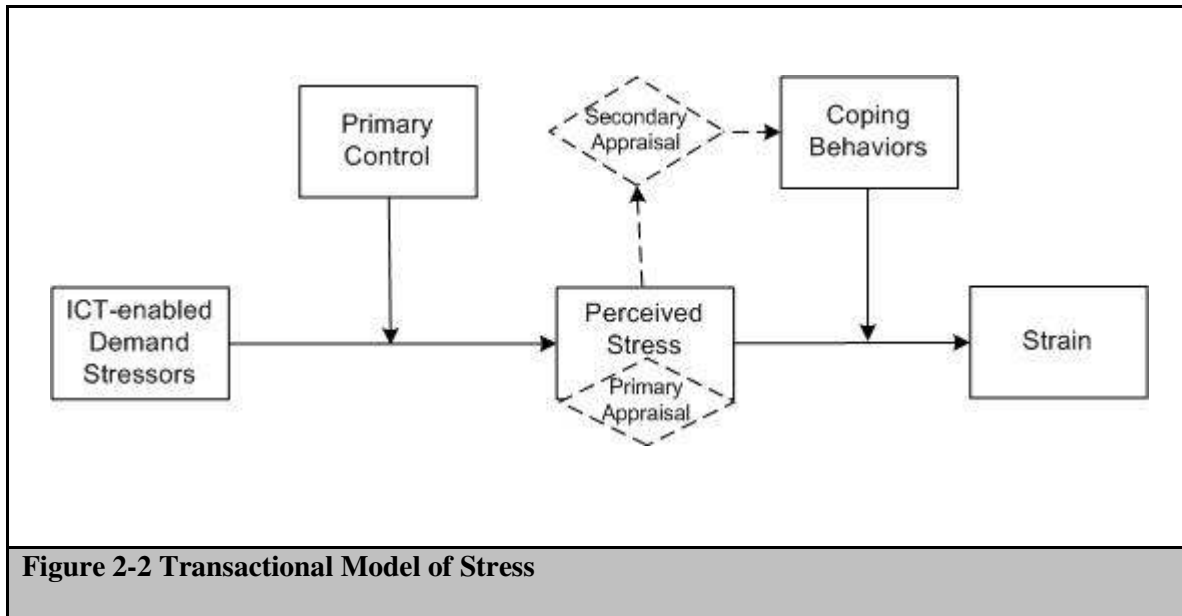 Primary
Control
Secondary
Appraisal
Coping
Behaviors
ICT-enabled
Demand
Stressors
Perceived
Stress
Primary
Appraisal
Strain
Figure 2-2 Transactional Model of Stress